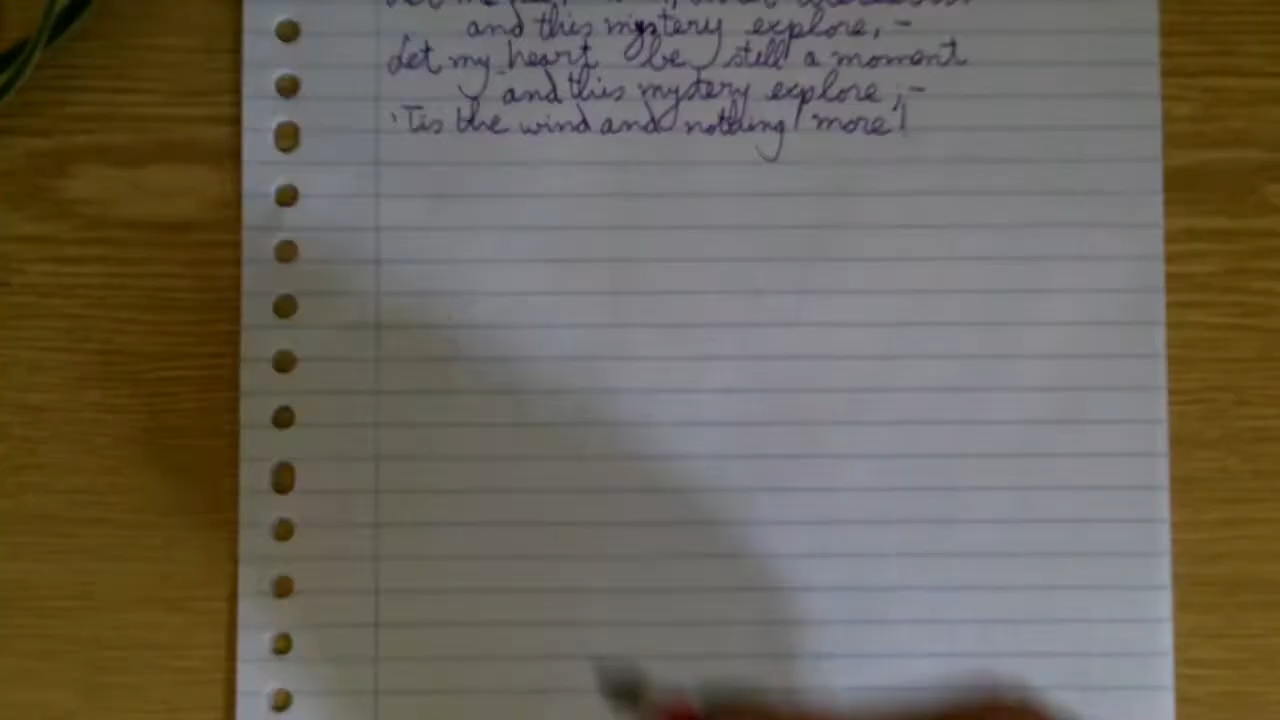 and this mystery explore, –
Let my heart be still a moment
and this mystery explore, –
'Tis the wind and nothing more!